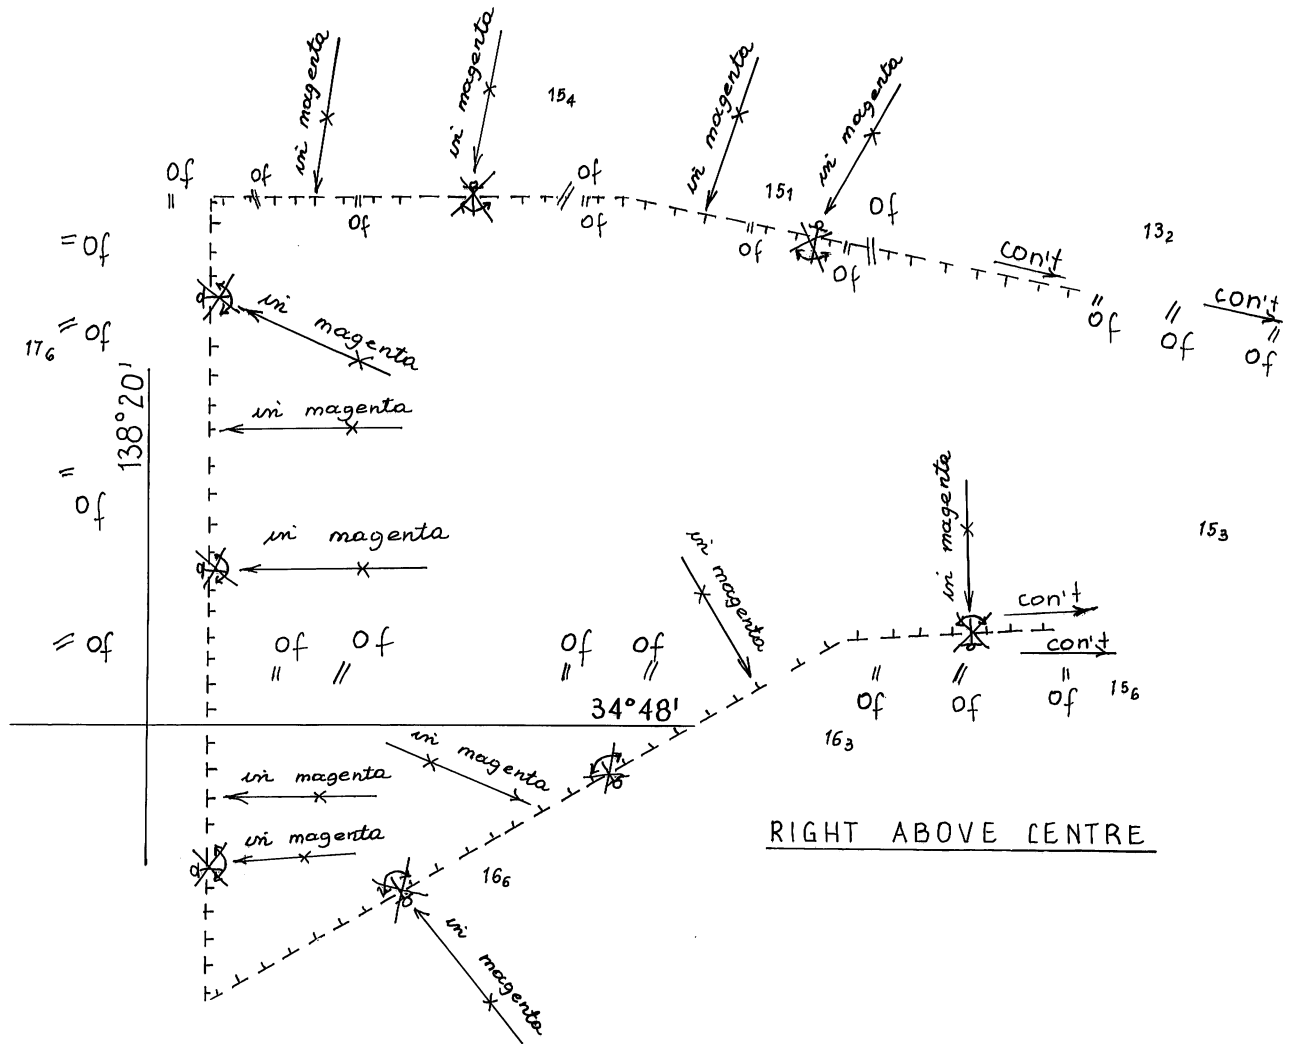 in magenta
in magenta
in magenta
in magenta
15₄
of
of
of
15₁
of
of
of
of
of
of
13₂
con't
con't
of
of
of
of
17₆
of
138°20'
in magenta
in magenta
of
in magenta
in magenta
in magenta
15₃
con't
con't
of
of
of
of
of
of
of
of
15₆
34°48'
16₃
in magenta
in magenta
in magenta
RIGHT ABOVE CENTRE
16₆
in magenta